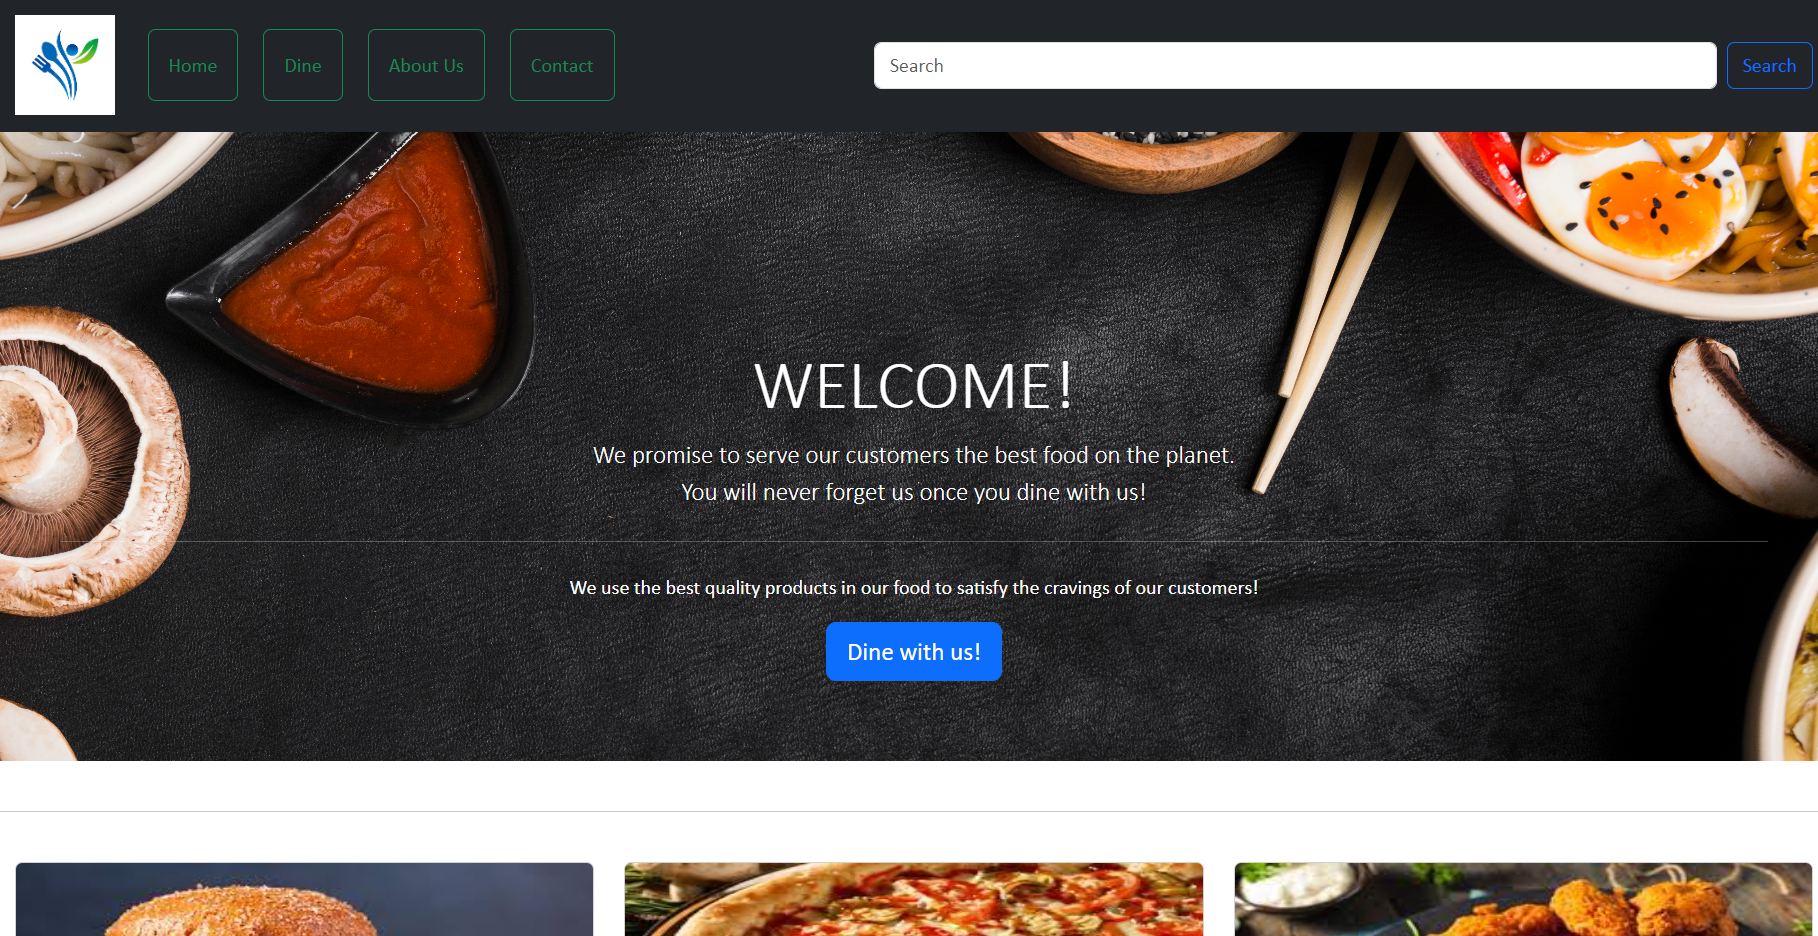 Home
Dine
About Us
Contact
Search
Search
WELCOME!
We promise to serve our customers the best food on the planet.
You will never forget us once you dine with us!
We use the best quality products in our food to satisfy the cravings of our customers!
Dine with us!